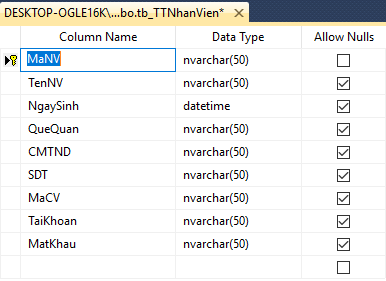 DESKTOP-OGLE16K\...bo.tb_TTNhanVien* ✕
Column Name Data Type Allow Nulls
MaNV nvarchar(50)
TenNV nvarchar(50)
NgaySinh datetime
QueQuan nvarchar(50)
CMTND nvarchar(50)
SDT nvarchar(50)
MaCV nvarchar(50)
TaiKhoan nvarchar(50)
MatKhau nvarchar(50)